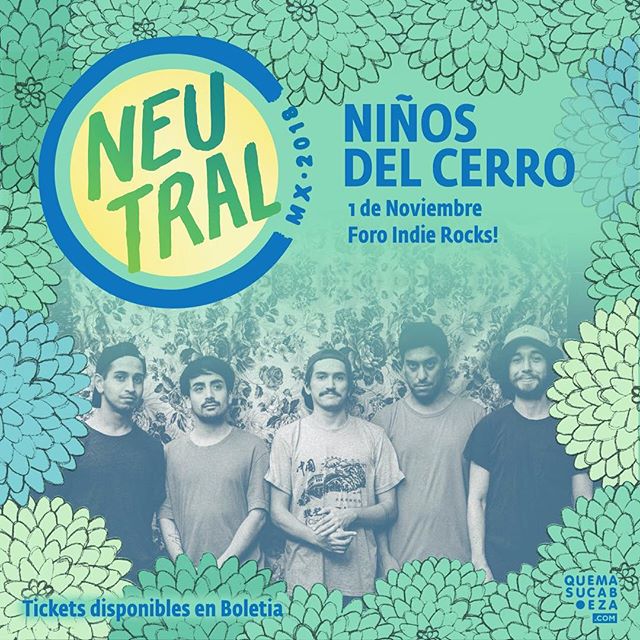 NEU
TRAL
MX · 2018
NIÑOS
DEL CERRO
1 de Noviembre
Foro Indie Rocks!
Tickets disponibles en Boletia
QUEMA
SUCAB
EZA
.COM